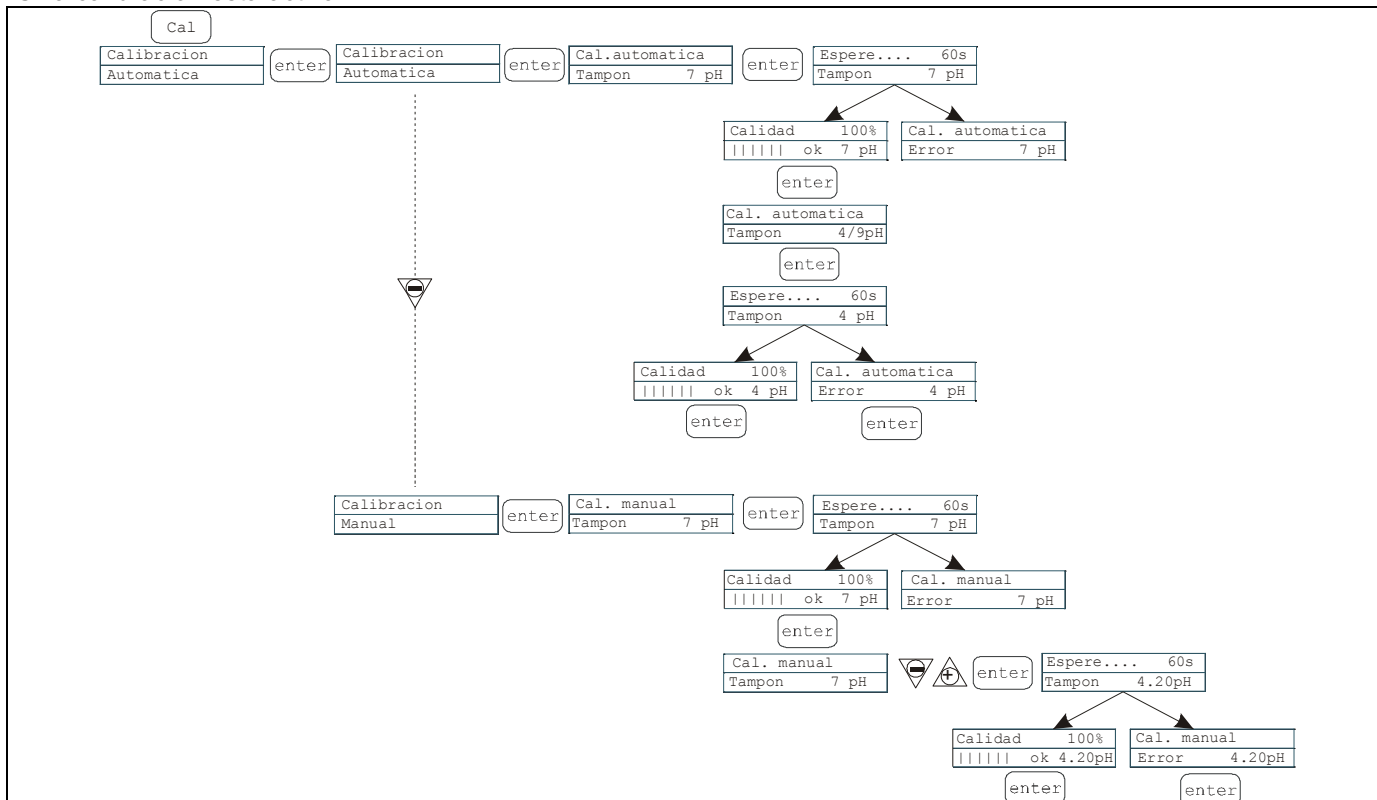 Cal
Calibracion
Automatica
enter
Calibracion
Automatica
enter
Cal.automatica
Tampon 7 pH
enter
Espere.... 60s
Tampon 7 pH
Calidad 100%
|||||| ok 7 pH
Cal. automatica
Error 7 pH
enter
Cal. automatica
Tampon 4/9pH
enter
Espere.... 60s
Tampon 4 pH
Calidad 100%
|||||| ok 4 pH
Cal. automatica
Error 4 pH
enter
enter
Calibracion
Manual
enter
Cal. manual
Tampon 7 pH
enter
Espere.... 60s
Tampon 7 pH
Calidad 100%
|||||| ok 7 pH
Cal. manual
Error 7 pH
enter
Cal. manual
Tampon 7 pH
enter
Espere.... 60s
Tampon 4.20pH
Calidad 100%
|||||| ok 4.20pH
Cal. manual
Error 4.20pH
enter
enter